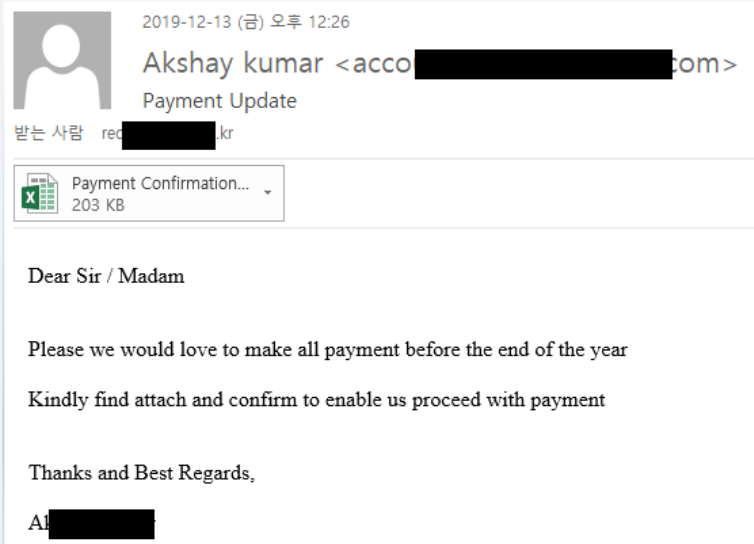 2019-12-13 (금) 오후 12:26
Akshay kumar <acco com>
Payment Update
받는 사람 rec .kr
Payment Confirmation...
203 KB
Dear Sir / Madam
Please we would love to make all payment before the end of the year
Kindly find attach and confirm to enable us proceed with payment
Thanks and Best Regards,
Ak